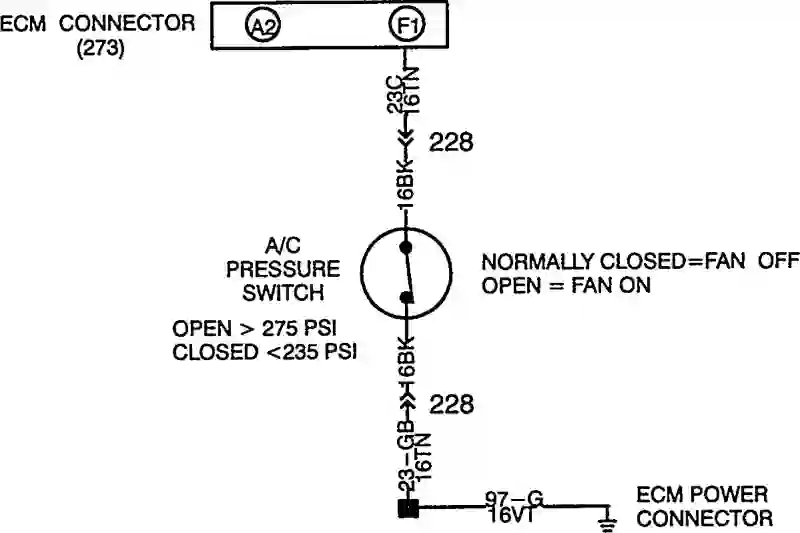 ECM CONNECTOR
(273)
A2
F1
23C
16TN
228
16BK
A/C
PRESSURE
SWITCH
NORMALLY CLOSED=FAN OFF
OPEN = FAN ON
OPEN > 275 PSI
CLOSED <235 PSI
16BK
228
23-GB
16TN
97-G
16VT
ECM POWER
CONNECTOR